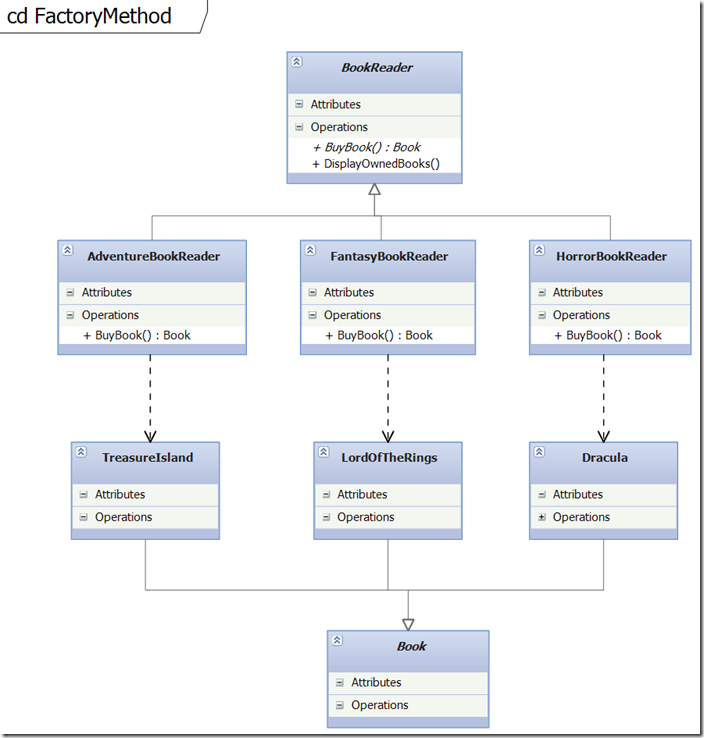 cd FactoryMethod
BookReader
Attributes
Operations
+ BuyBook() : Book
+ DisplayOwnedBooks()
AdventureBookReader
Attributes
Operations
+ BuyBook() : Book
FantasyBookReader
Attributes
Operations
+ BuyBook() : Book
HorrorBookReader
Attributes
Operations
+ BuyBook() : Book
TreasureIsland
Attributes
Operations
LordOfTheRings
Attributes
Operations
Dracula
Attributes
Operations
Book
Attributes
Operations